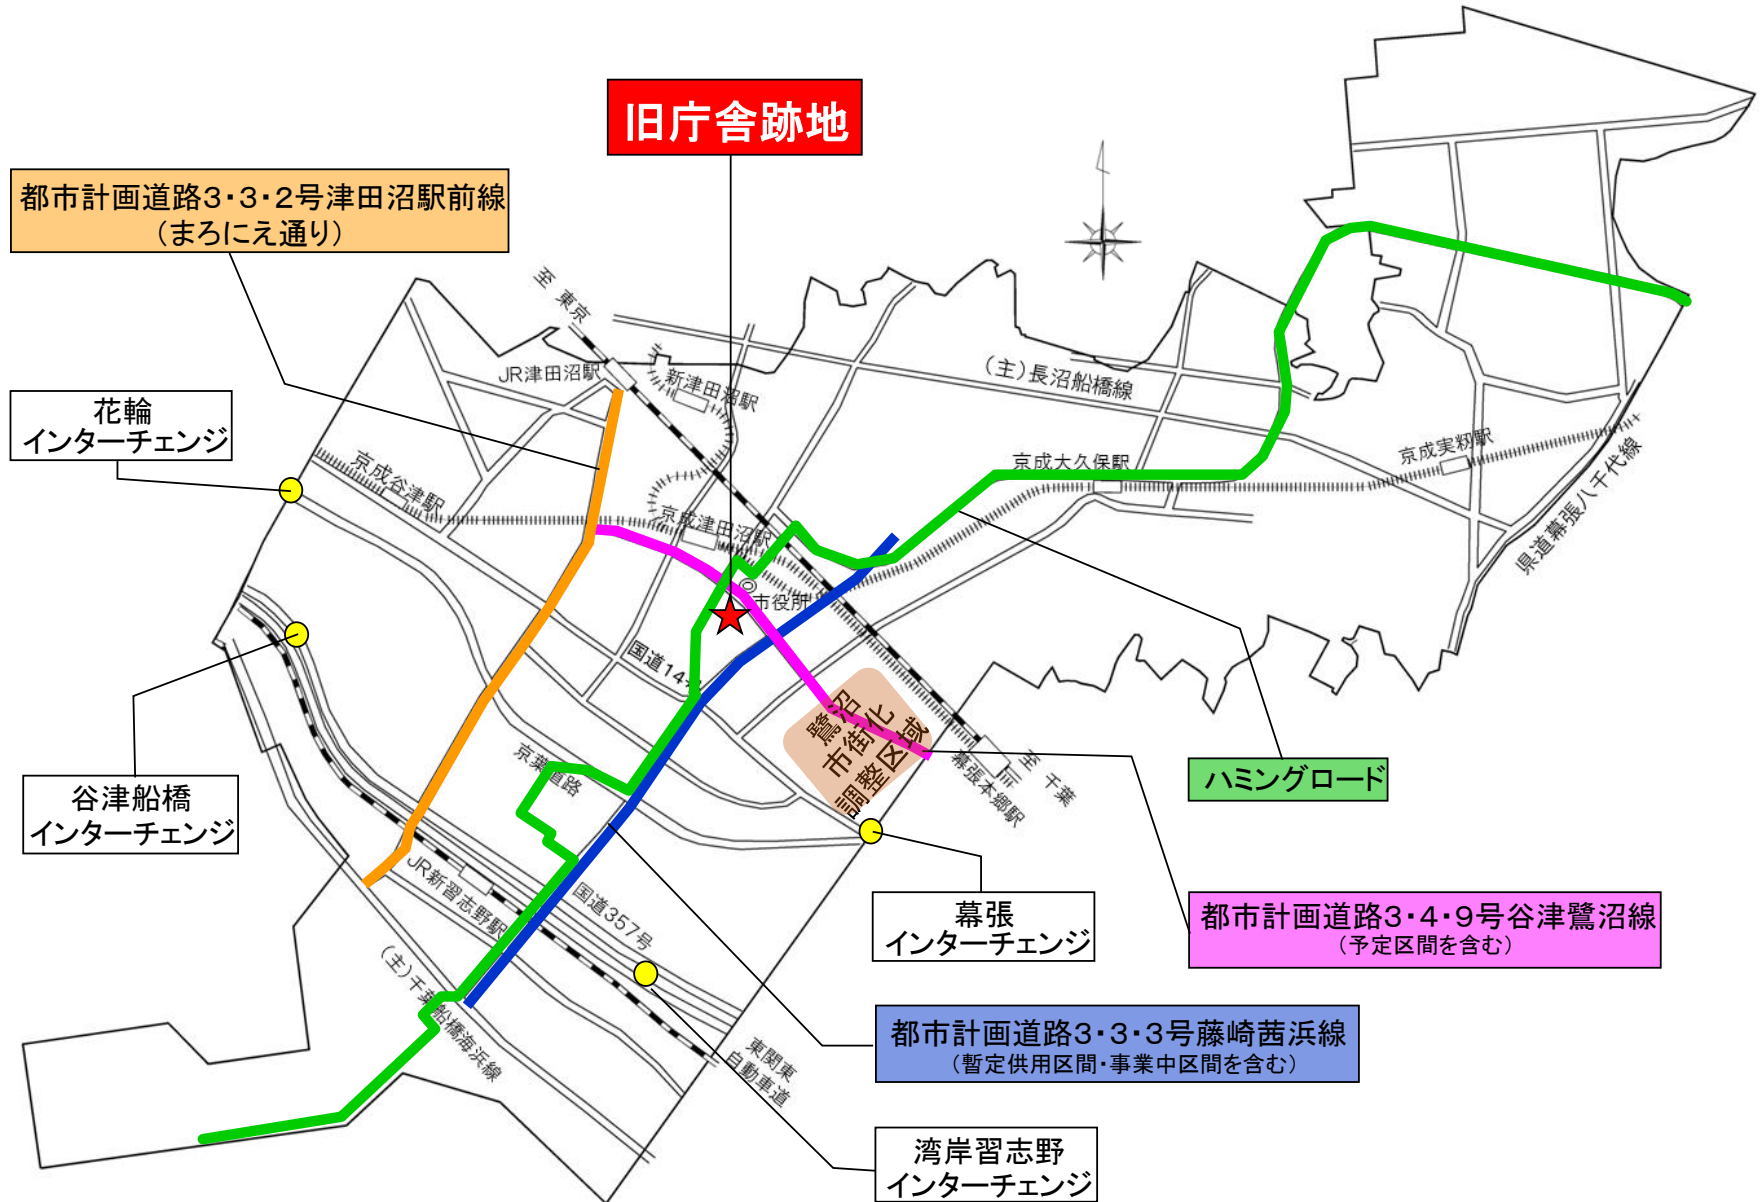 旧庁舎跡地
都市計画道路3・3・2号津田沼駅前線
(まろにえ通り)
至 東京
JR津田沼駅
新津田沼駅
(主)長沼船橋線
花輪
インターチェンジ
京成谷津駅
京成大久保駅
京成実籾駅
県道幕張八千代線
京成津田沼駅
市役所
国道14号
鷺沼
市街化
調整区域
京葉道路
幕張本郷駅
至 千葉
ハミングロード
谷津船橋
インターチェンジ
JR新習志野駅
国道357号
幕張
インターチェンジ
都市計画道路3・4・9号谷津鷺沼線
(予定区間を含む)
(主)千葉船橋海浜線
都市計画道路3・3・3号藤崎茜浜線
(暫定供用区間・事業中区間を含む)
東関東
自動車道
湾岸習志野
インターチェンジ